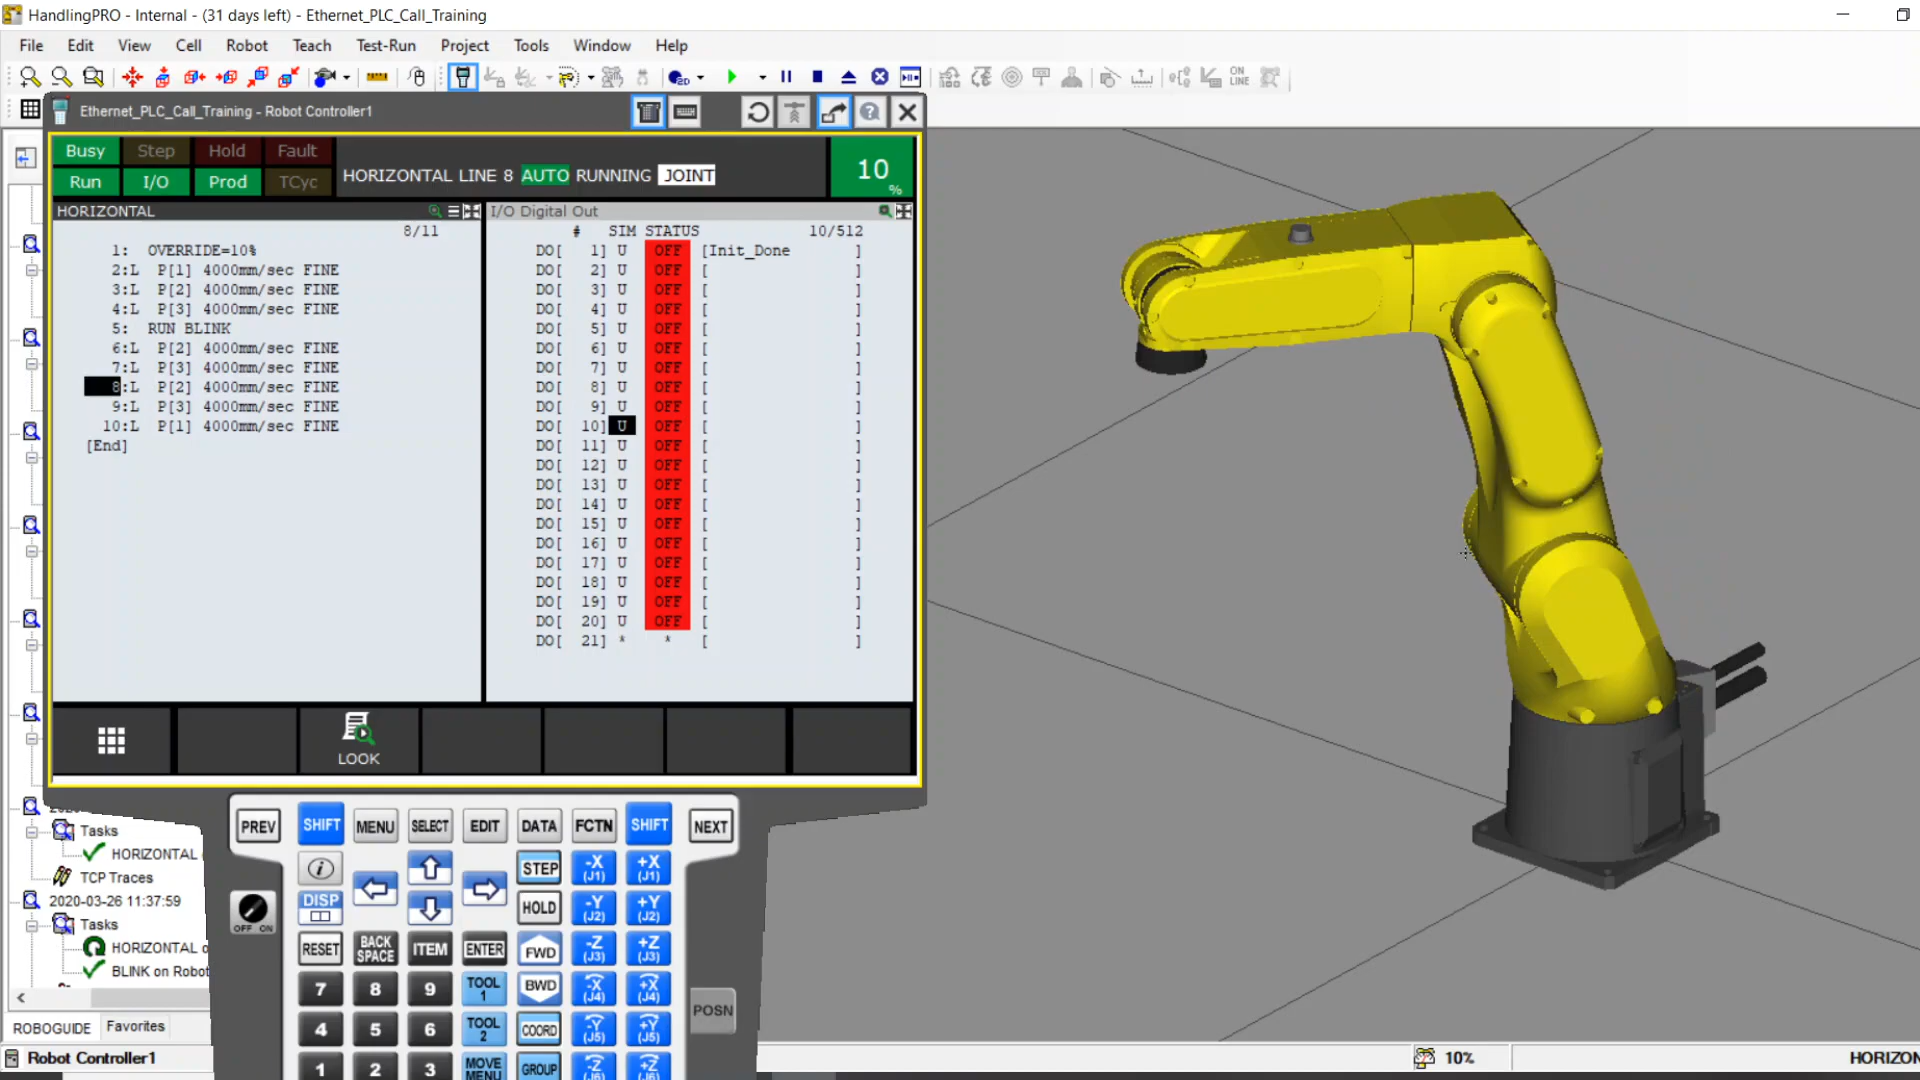 HandlingPRO - Internal - (31 days left) - Ethernet_PLC_Call_Training
File Edit View Cell Robot Teach Test-Run Project Tools Window Help
2D
ON LINE
Ethernet_PLC_Call_Training - Robot Controller1
Busy Step Hold Fault
Run I/O Prod TCyc
HORIZONTAL LINE 8 AUTO RUNNING JOINT
10 %
HORIZONTAL
8/11
1: OVERRIDE=10%
2:L P[1] 4000mm/sec FINE
3:L P[2] 4000mm/sec FINE
4:L P[3] 4000mm/sec FINE
5: RUN BLINK
6:L P[2] 4000mm/sec FINE
7:L P[3] 4000mm/sec FINE
8:L P[2] 4000mm/sec FINE
9:L P[3] 4000mm/sec FINE
10:L P[1] 4000mm/sec FINE
[End]
I/O Digital Out
# SIM STATUS 10/512
DO[ 1] U OFF [Init_Done ]
DO[ 2] U OFF [ ]
DO[ 3] U OFF [ ]
DO[ 4] U OFF [ ]
DO[ 5] U OFF [ ]
DO[ 6] U OFF [ ]
DO[ 7] U OFF [ ]
DO[ 8] U OFF [ ]
DO[ 9] U OFF [ ]
DO[ 10] U OFF [ ]
DO[ 11] U OFF [ ]
DO[ 12] U OFF [ ]
DO[ 13] U OFF [ ]
DO[ 14] U OFF [ ]
DO[ 15] U OFF [ ]
DO[ 16] U OFF [ ]
DO[ 17] U OFF [ ]
DO[ 18] U OFF [ ]
DO[ 19] U OFF [ ]
DO[ 20] U OFF [ ]
DO[ 21] * * [ ]
LOOK
PREV SHIFT MENU SELECT EDIT DATA FCTN SHIFT NEXT
i STEP -X (J1) +X (J1)
DISP HOLD -Y (J2) +Y (J2)
OFF ON
RESET BACK SPACE ITEM ENTER FWD -Z (J3) +Z (J3)
7 8 9 TOOL 1 BWD -X (J4) +X (J4)
POSN
4 5 6 TOOL 2 COORD -Y (J5) +Y (J5)
1 2 3 MOVE MENU GROUP -Z (J6) +Z (J6)
Tasks
HORIZONTAL
TCP Traces
2020-03-26 11:37:59
Tasks
HORIZONTAL o
BLINK on Robot
ROBOGUIDE Favorites
Robot Controller1
10%
HORIZON